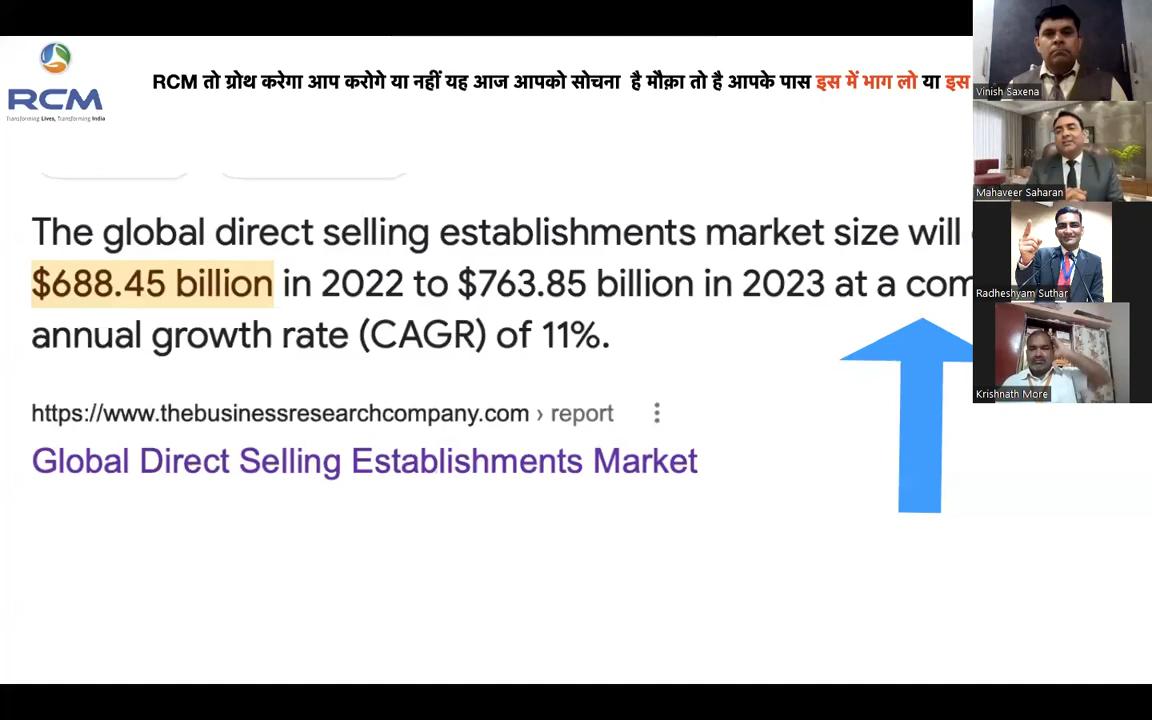 RCM
Transforming Lives, Transforming India
RCM तो ग्रोथ करेगा आप करोगे या नहीं यह आज आपको सोचना है मौक़ा तो है आपके पास इस में भाग लो या इस
The global direct selling establishments market size will
$688.45 billion in 2022 to $763.85 billion in 2023 at a com
annual growth rate (CAGR) of 11%.
https://www.thebusinessresearchcompany.com › report
Global Direct Selling Establishments Market
Vinish Saxena
Mahaveer Saharan
Radheshyam Suthar
Krishnath More